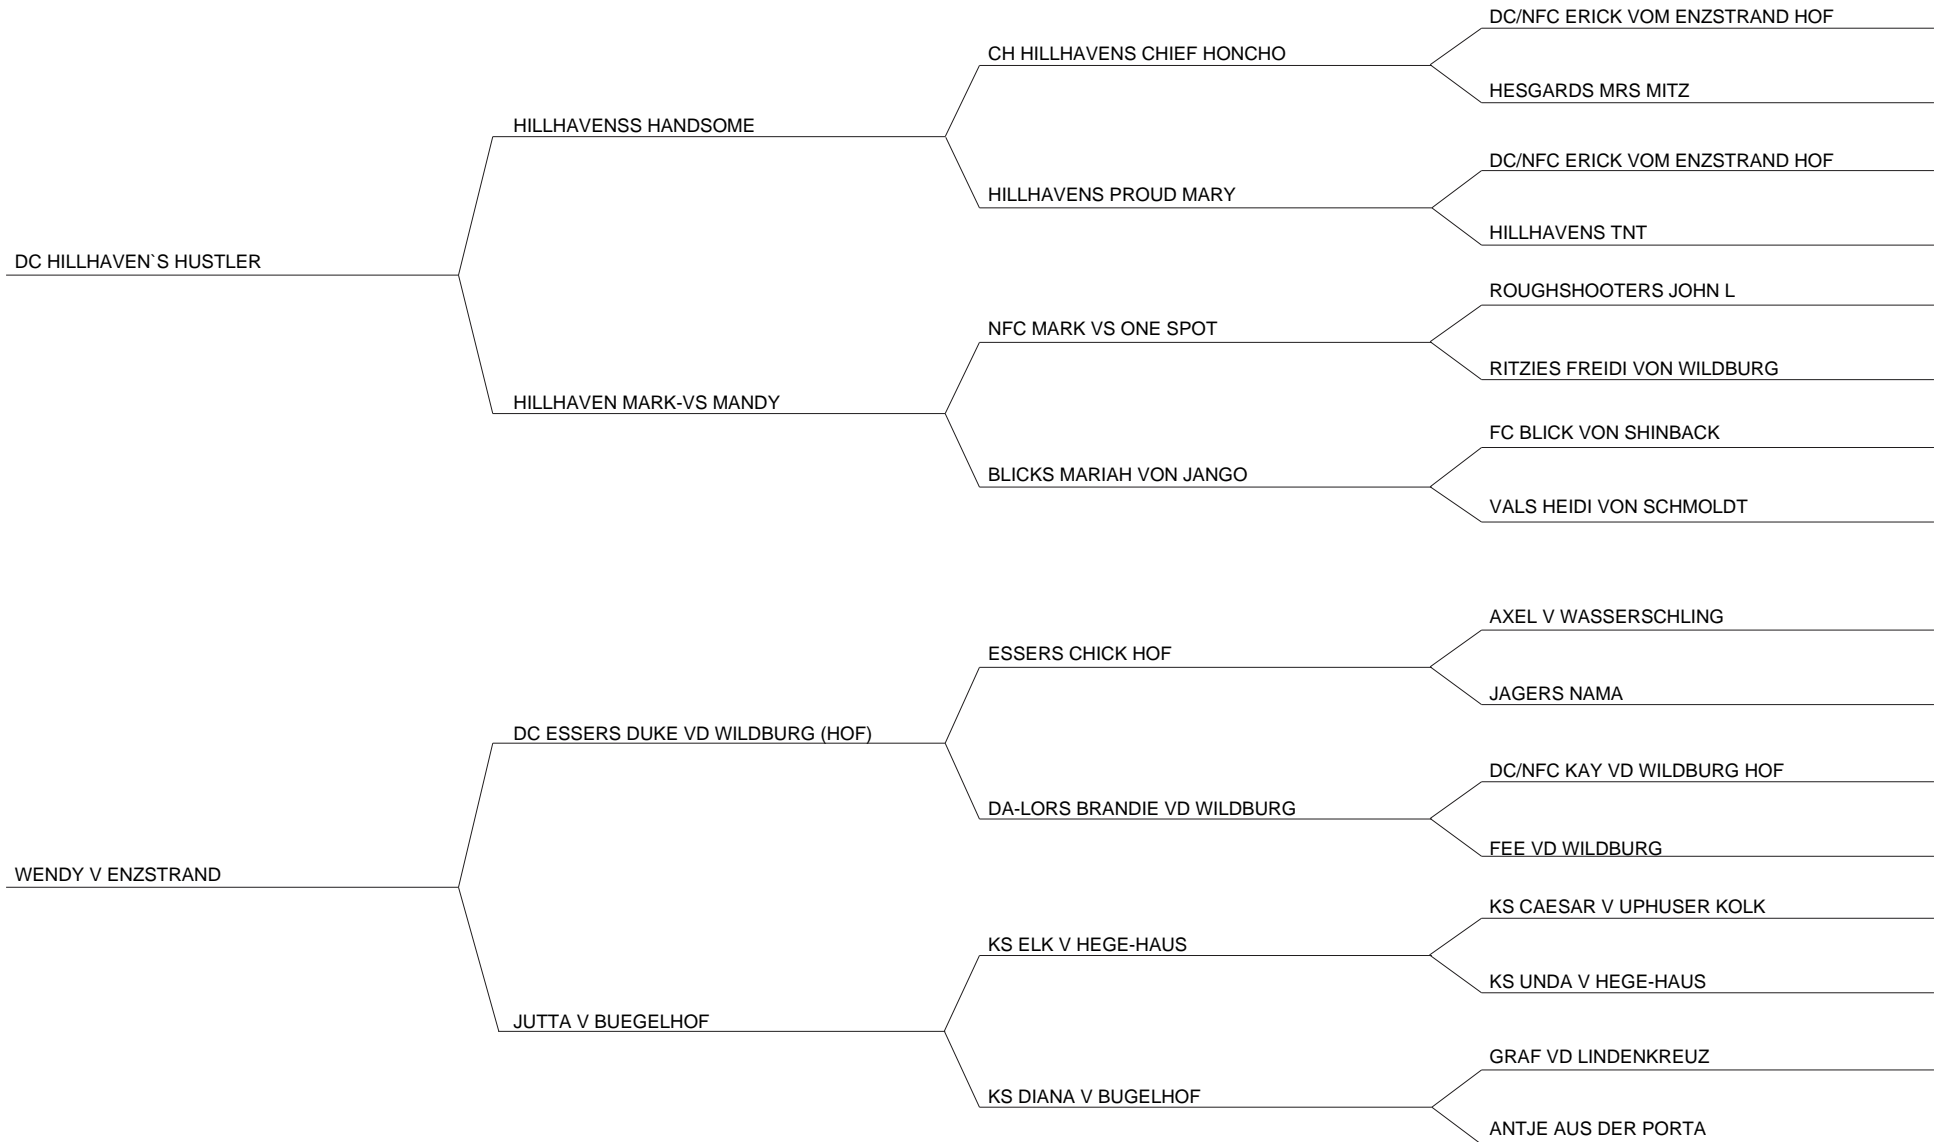 DC/NFC ERICK VOM ENZSTRAND HOF
CH HILLHAVENS CHIEF HONCHO
HESGARDS MRS MITZ
HILLHAVENSS HANDSOME
DC/NFC ERICK VOM ENZSTRAND HOF
HILLHAVENS PROUD MARY
HILLHAVENS TNT
DC HILLHAVEN`S HUSTLER
ROUGHSHOOTERS JOHN L
NFC MARK VS ONE SPOT
RITZIES FREIDI VON WILDBURG
HILLHAVEN MARK-VS MANDY
FC BLICK VON SHINBACK
BLICKS MARIAH VON JANGO
VALS HEIDI VON SCHMOLDT
AXEL V WASSERSCHLING
ESSERS CHICK HOF
JAGERS NAMA
DC ESSERS DUKE VD WILDBURG (HOF)
DC/NFC KAY VD WILDBURG HOF
DA-LORS BRANDIE VD WILDBURG
FEE VD WILDBURG
WENDY V ENZSTRAND
KS CAESAR V UPHUSER KOLK
KS ELK V HEGE-HAUS
KS UNDA V HEGE-HAUS
JUTTA V BUEGELHOF
GRAF VD LINDENKREUZ
KS DIANA V BUGELHOF
ANTJE AUS DER PORTA